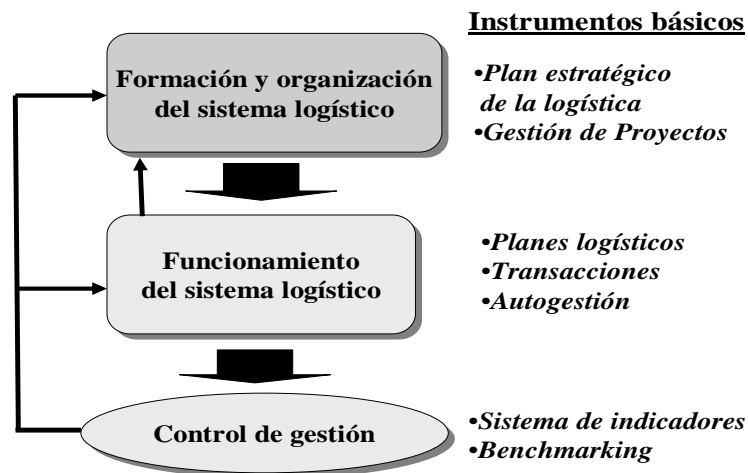 Instrumentos básicos
Formación y organización
del sistema logístico
•Plan estratégico
de la logística
•Gestión de Proyectos
Funcionamiento
del sistema logístico
•Planes logísticos
•Transacciones
•Autogestión
Control de gestión
•Sistema de indicadores
•Benchmarking